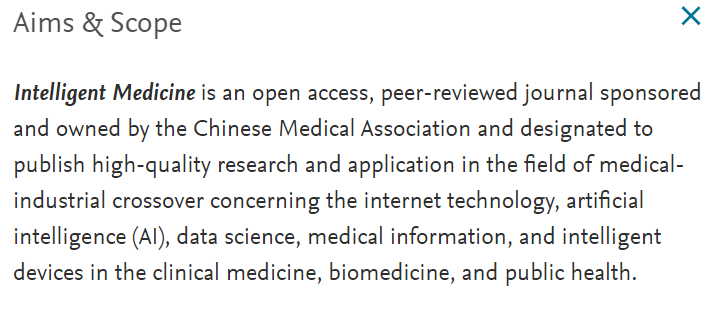 Aims & Scope
Intelligent Medicine is an open access, peer-reviewed journal sponsored
and owned by the Chinese Medical Association and designated to
publish high-quality research and application in the field of medical-
industrial crossover concerning the internet technology, artificial
intelligence (AI), data science, medical information, and intelligent
devices in the clinical medicine, biomedicine, and public health.